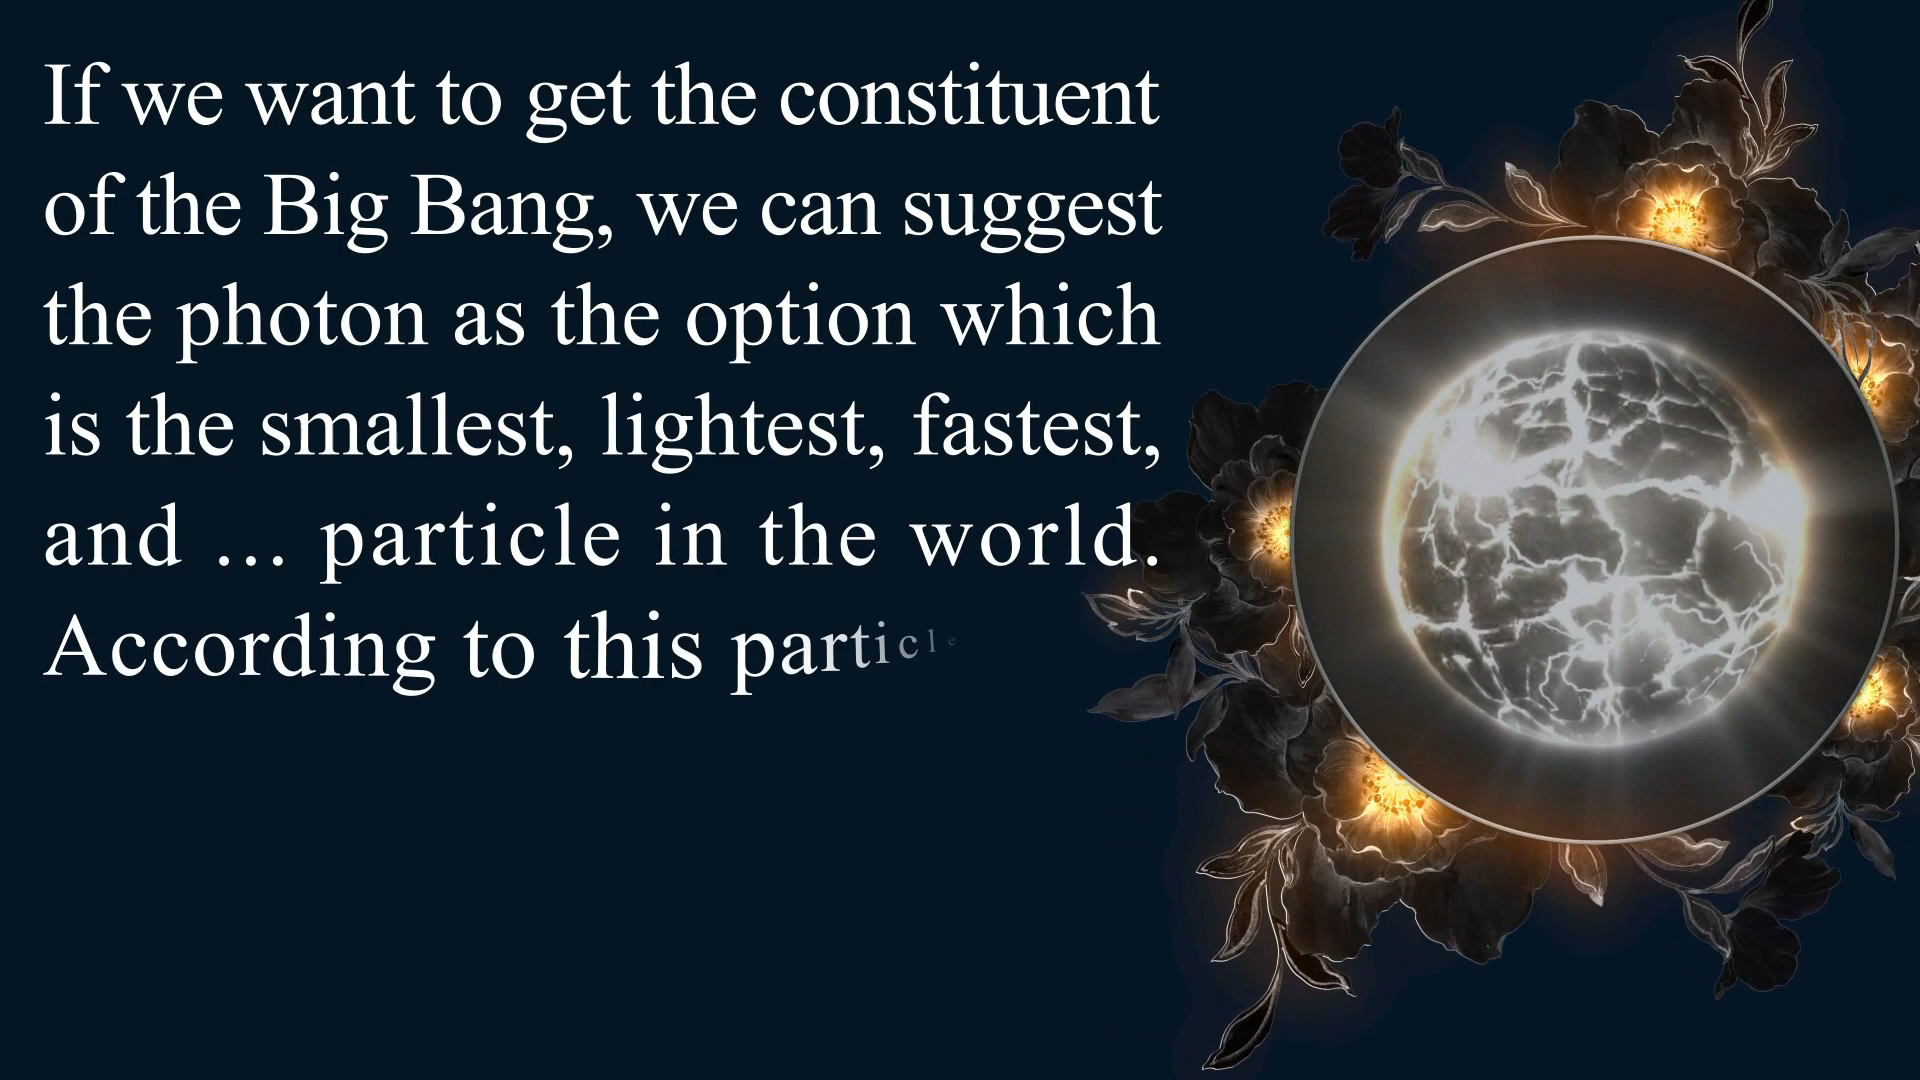 If we want to get the constituent
of the Big Bang, we can suggest
the photon as the option which
is the smallest, lightest, fastest,
and … particle in the world.
According to this particle